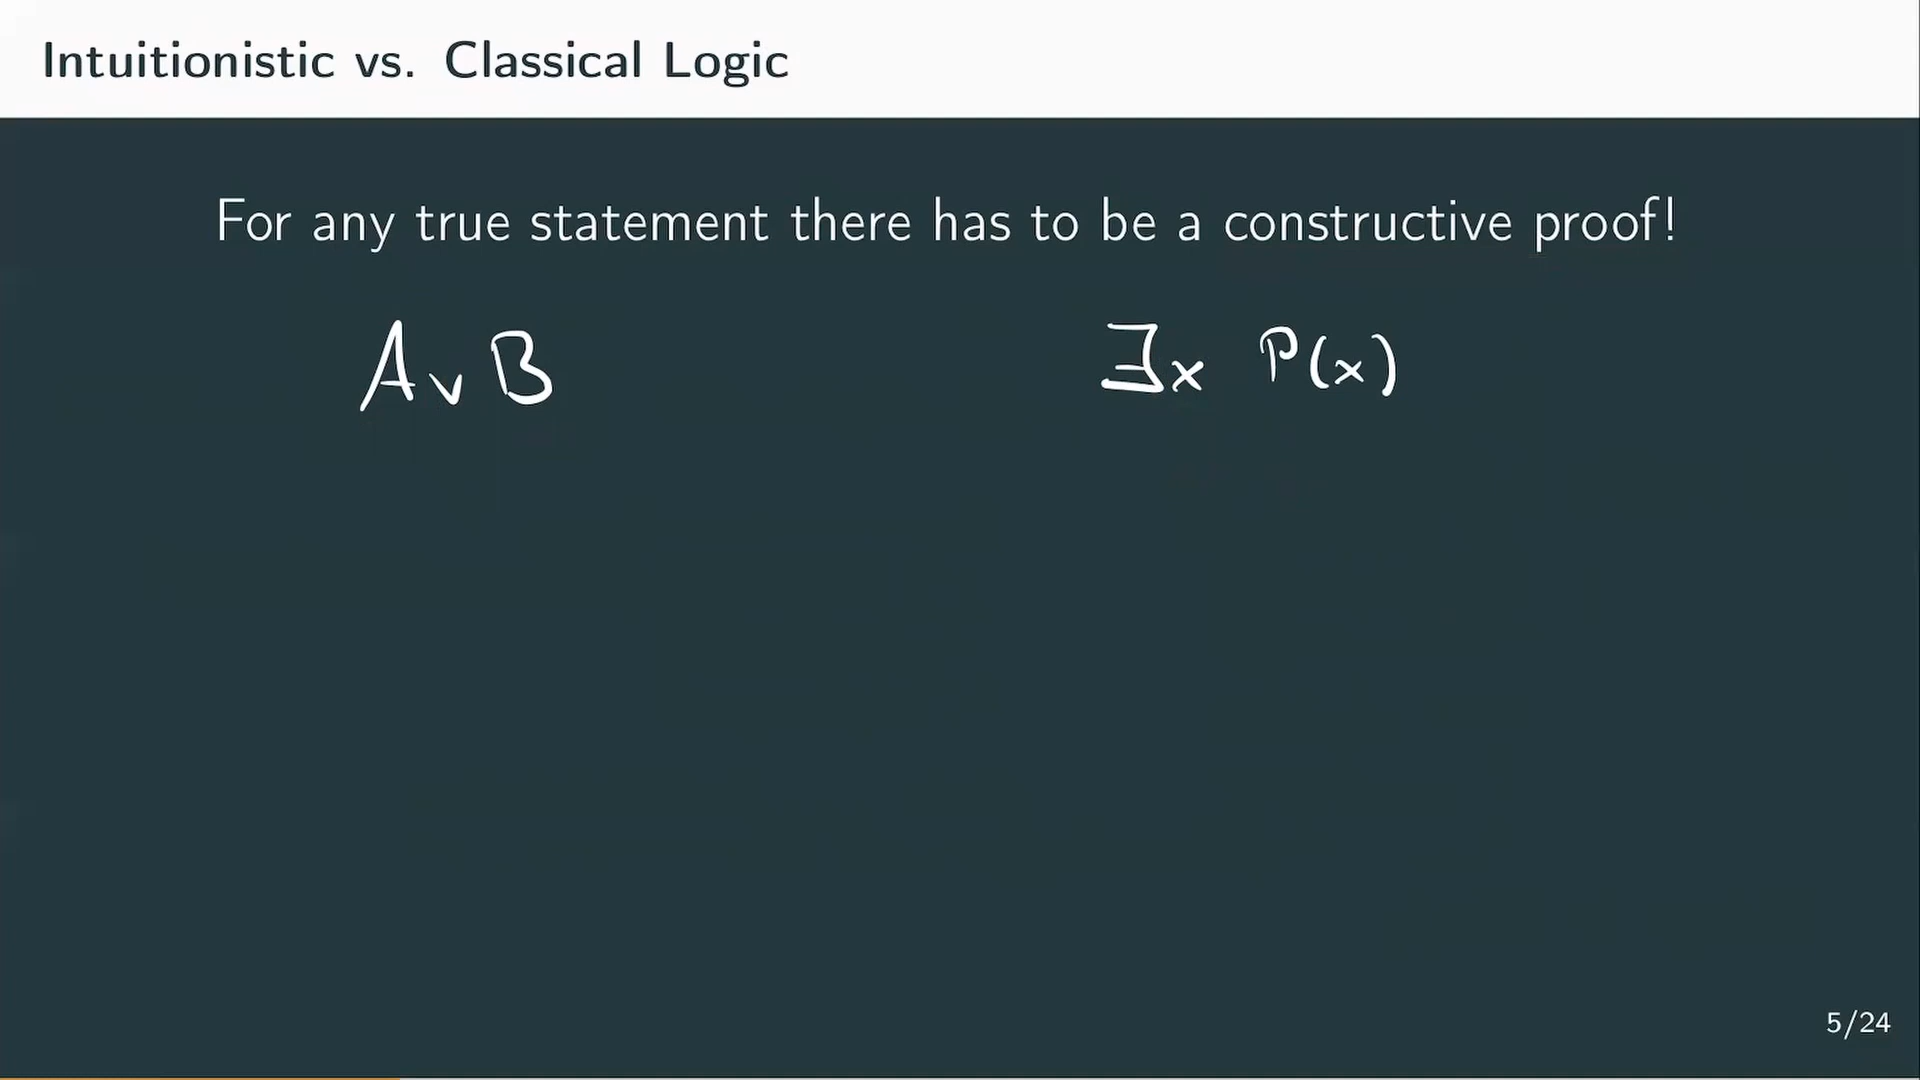 Intuitionistic vs. Classical Logic
For any true statement there has to be a constructive proof!
A ∨ B
∃x P(x)
5/24